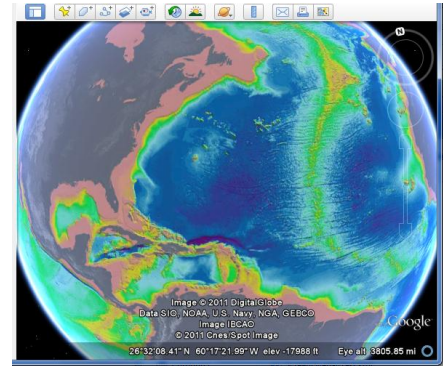 N
Image © 2011 DigitalGlobe
Data SIO, NOAA, U.S. Navy, NGA, GEBCO
Image IBCAO
© 2011 Cnes/Spot Image
Google
26°32'08.41" N 60°17'21.99" W elev -17988 ft Eye alt 3805.85 mi